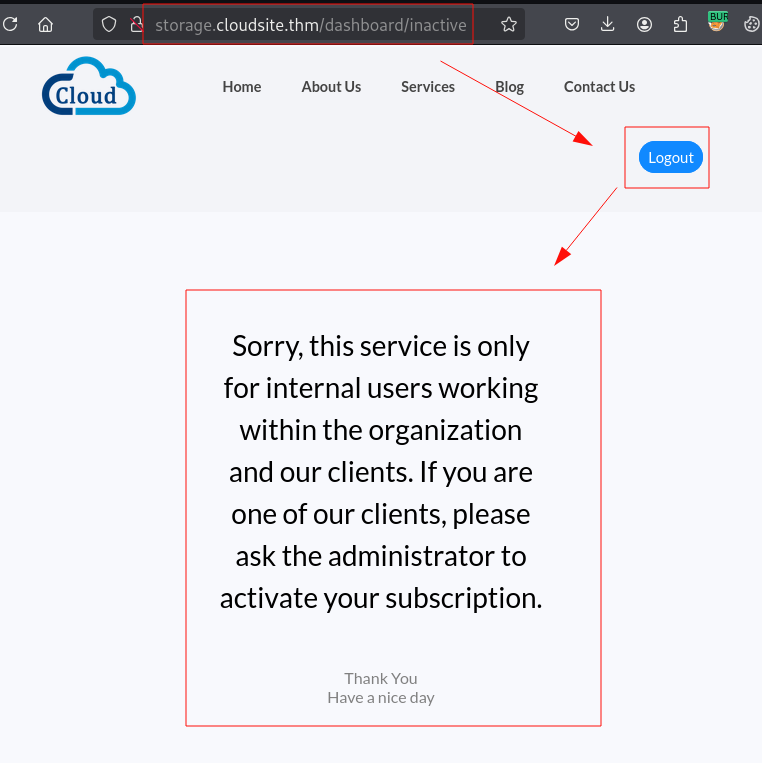 BUR
storage.cloudsite.thm/dashboard/inactive
Cloud
Home About Us Services Blog Contact Us
Logout
Sorry, this service is only
for internal users working
within the organization
and our clients. If you are
one of our clients, please
ask the administrator to
activate your subscription.
Thank You
Have a nice day